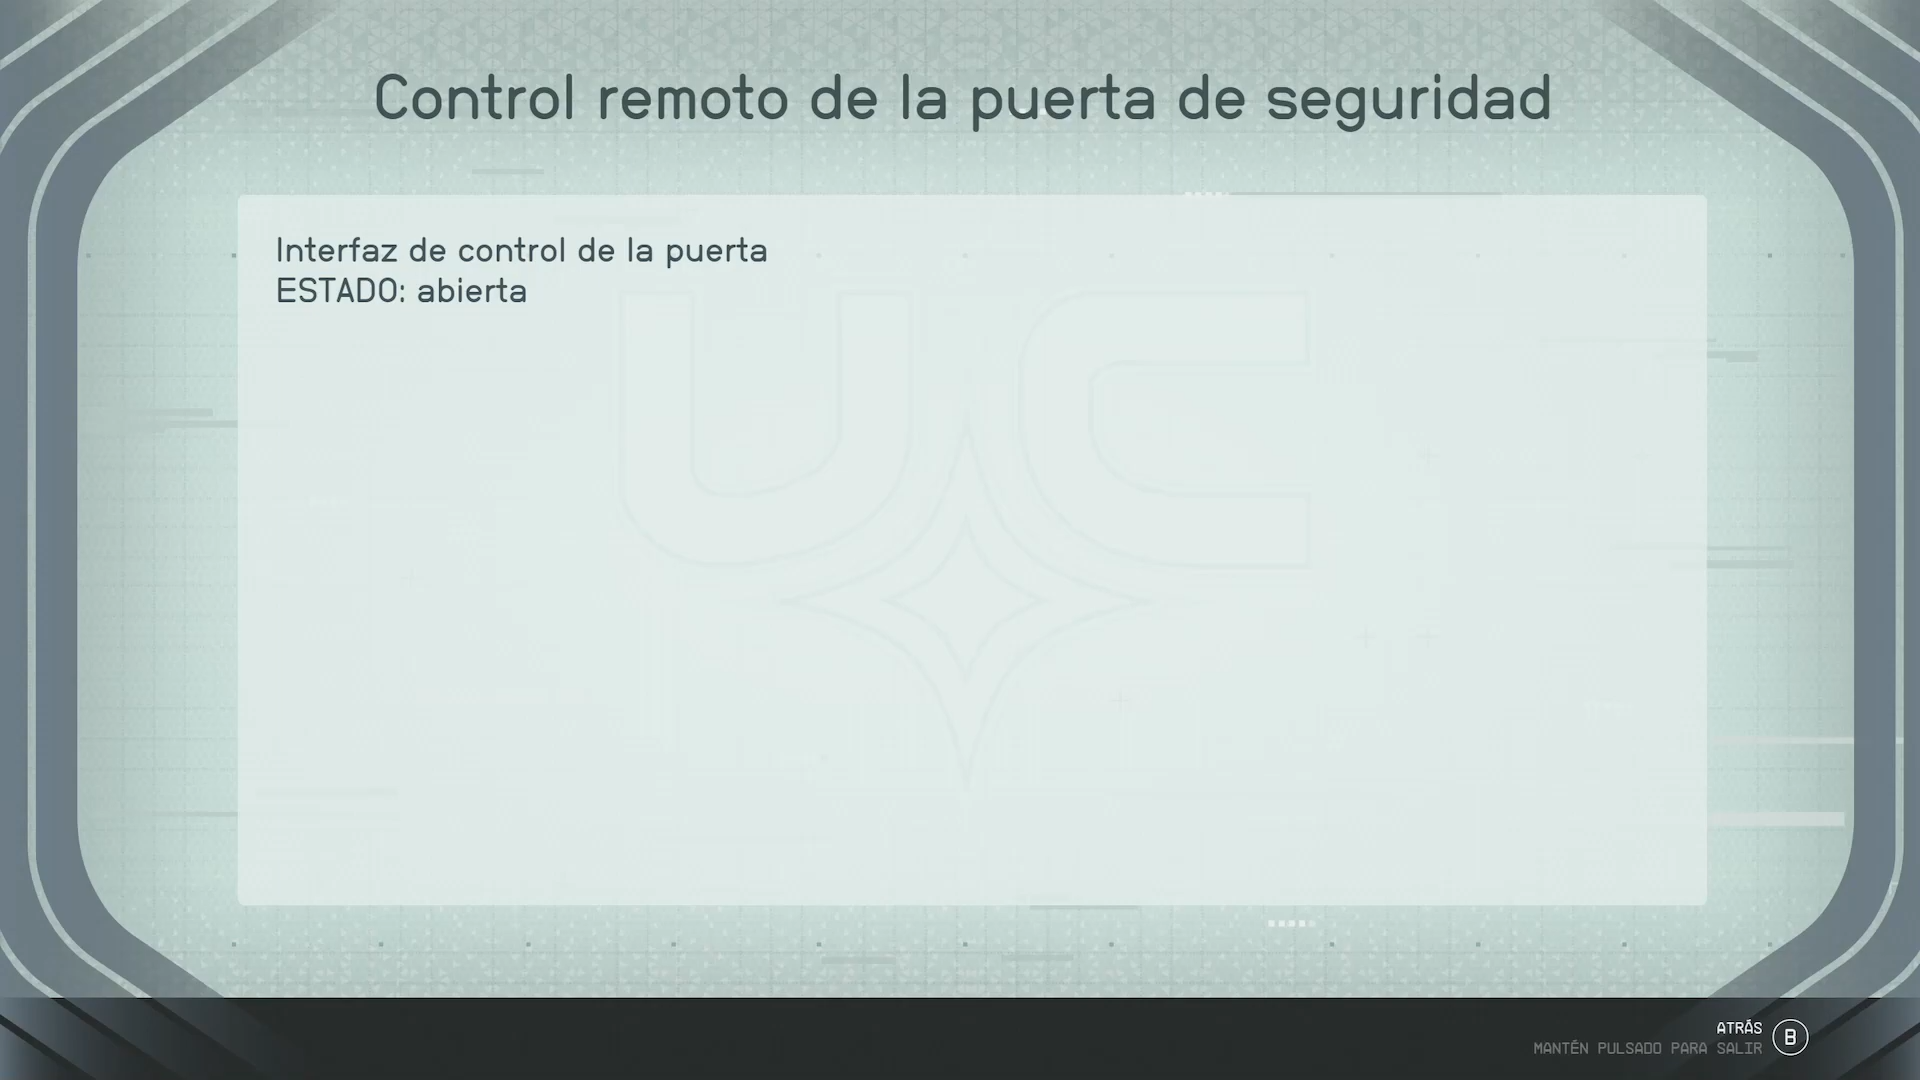 Control remoto de la puerta de seguridad
Interfaz de control de la puerta
ESTADO: abierta
UC
ATRÁS
B
MANTÉN PULSADO PARA SALIR